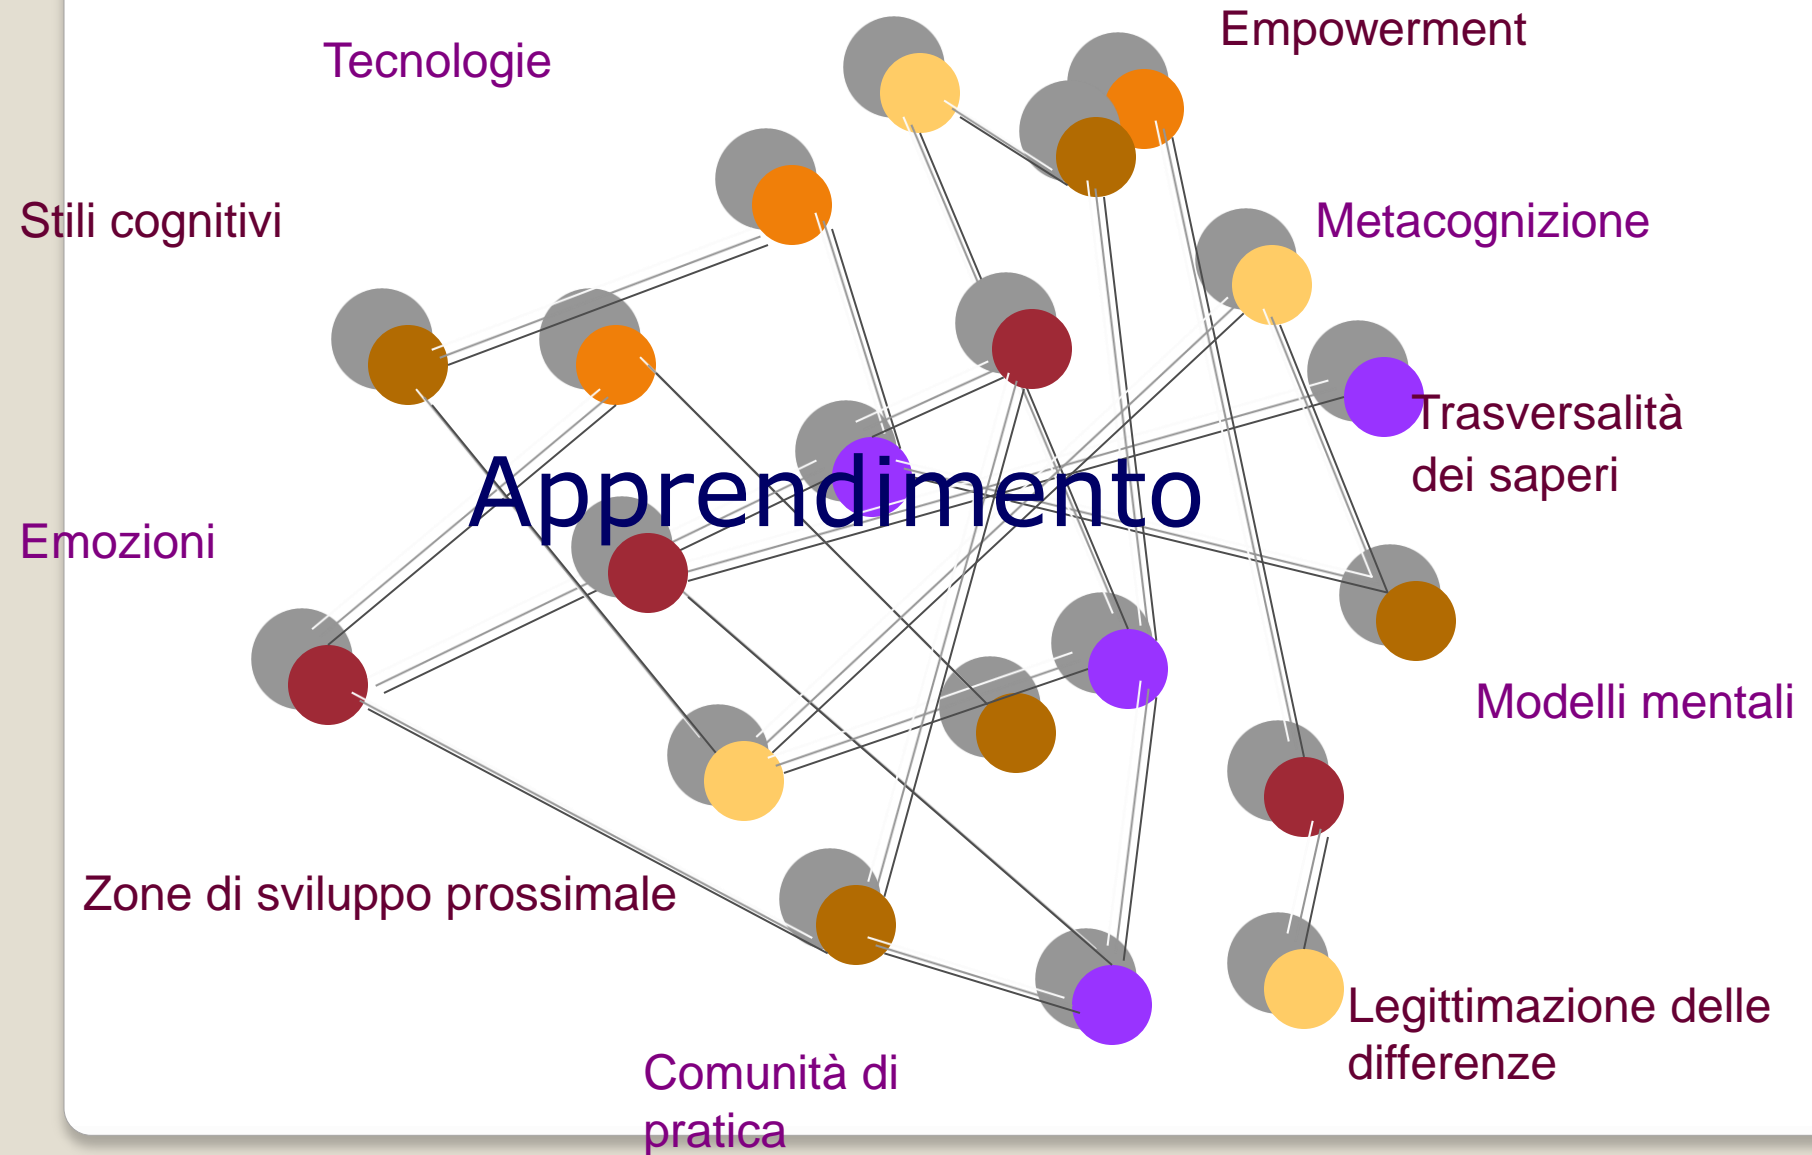 Empowerment
Tecnologie
Stili cognitivi
Metacognizione
Trasversalità
dei saperi
Apprendimento
Emozioni
Modelli mentali
Zone di sviluppo prossimale
Legittimazione delle
differenze
Comunità di
pratica